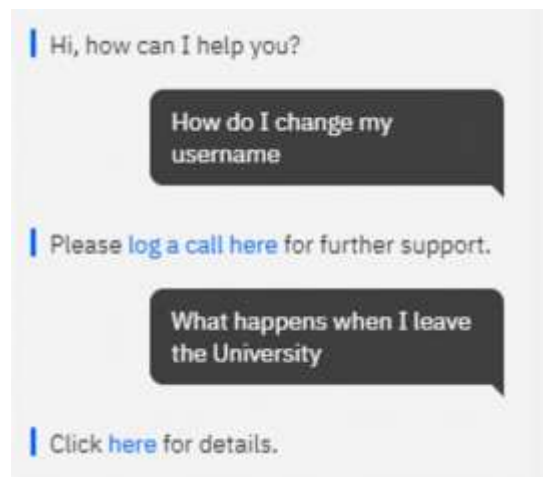 Hi, how can I help you?
How do I change my
username
Please log a call here for further support.
What happens when I leave
the University
Click here for details.